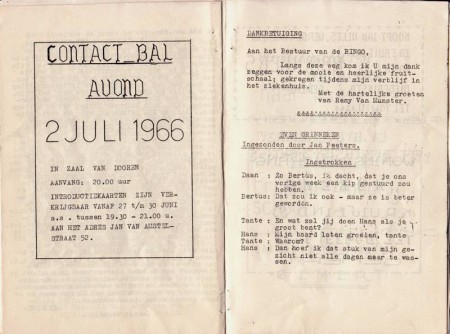 CONTACT BAL
AVOND
2 JULI 1966
IN ZAAL VAN DOOREN
AANVANG: 20.00 uur
INTRODUCTIEKAARTEN ZIJN VER-
KRIJGBAAR VANAF 27 t/m 30 JUNI
a.s. tussen 19.30 - 21.00 u.
AAN HET ADRES JAN VAN AMSTEL-
STRAAT 52.
DANKBETUIGING
Aan het Bestuur van de BINGO,
Langs deze weg kom ik U mijn dank
zeggen voor de mooie en heerlijke fruit-
schaal; gekregen tijdens mijn verblijf in
het ziekenhuis.
Met de hartelijke groeten
van Remy Van Munster.
EVEN GRINNEKEN
Ingezonden door Jan Peeters.
Ingetrokken.
Daan : Zo Bertus, ik dacht, dat je ons
vorige week een kip gestuurd zou
hebben.
Bertus: Dat zou ik ook - maar ze is beter
geworden.
Tante : En wat zal jij doen Hans als je
groot bent?
Hans : Mijn baard laten groeien, tante
Tante : Waarom?
Hans : Dan hoef ik dat stuk van mijn ge-
zicht niet alle dagen meer te was-
sen.